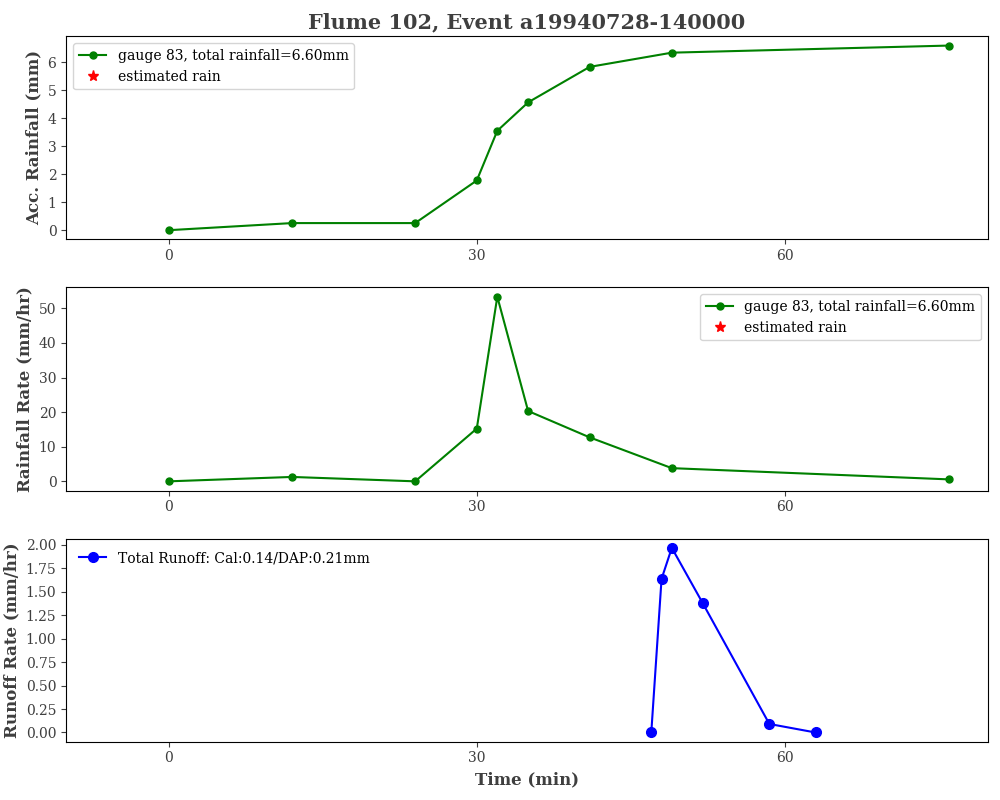 Flume 102, Event a19940728-140000
Acc. Rainfall (mm)
6
5
4
3
2
1
0
gauge 83, total rainfall=6.60mm
estimated rain
0 30 60
Rainfall Rate (mm/hr)
50
40
30
20
10
0
gauge 83, total rainfall=6.60mm
estimated rain
0 30 60
Runoff Rate (mm/hr)
2.00
1.75
1.50
1.25
1.00
0.75
0.50
0.25
0.00
Total Runoff: Cal:0.14/DAP:0.21mm
0 30 60
Time (min)